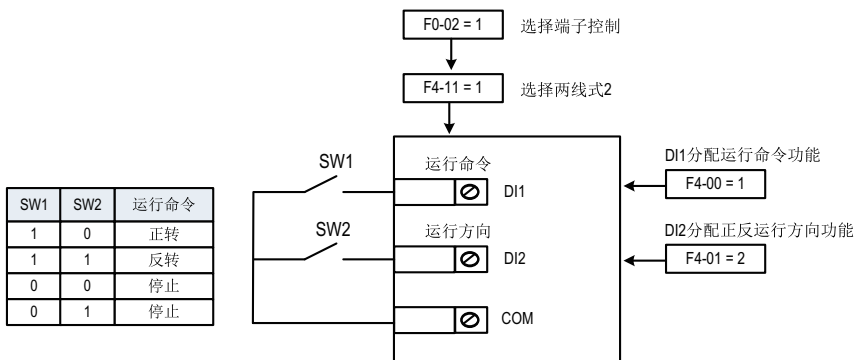 F0-02 = 1 选择端子控制
F4-11 = 1 选择两线式2
SW1 运行命令 DI1
SW2 运行方向 DI2
COM
DI1分配运行命令功能
F4-00 = 1
DI2分配正反运行方向功能
F4-01 = 2
SW1 SW2 运行命令
1 0 正转
1 1 反转
0 0 停止
0 1 停止